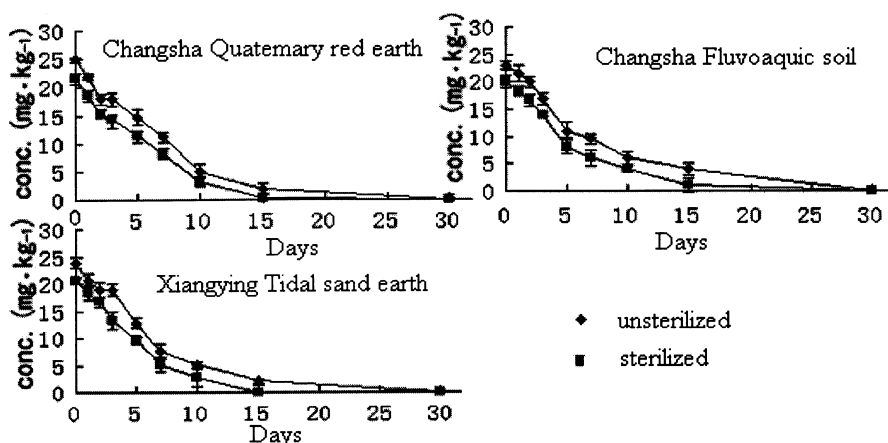 Changsha Quatemary red earth
conc. (mg·kg-1)
30
25
20
15
10
5
0
0 5 10 15 20 25 30
Days
Changsha Fluvoaquic soil
conc. (mg·kg-1)
30
25
20
15
10
5
0
0 5 10 15 20 25 30
Days
Xiangying Tidal sand earth
conc. (mg·kg-1)
30
25
20
15
10
5
0
0 5 10 15 20 25 30
Days
unsterilized
sterilized